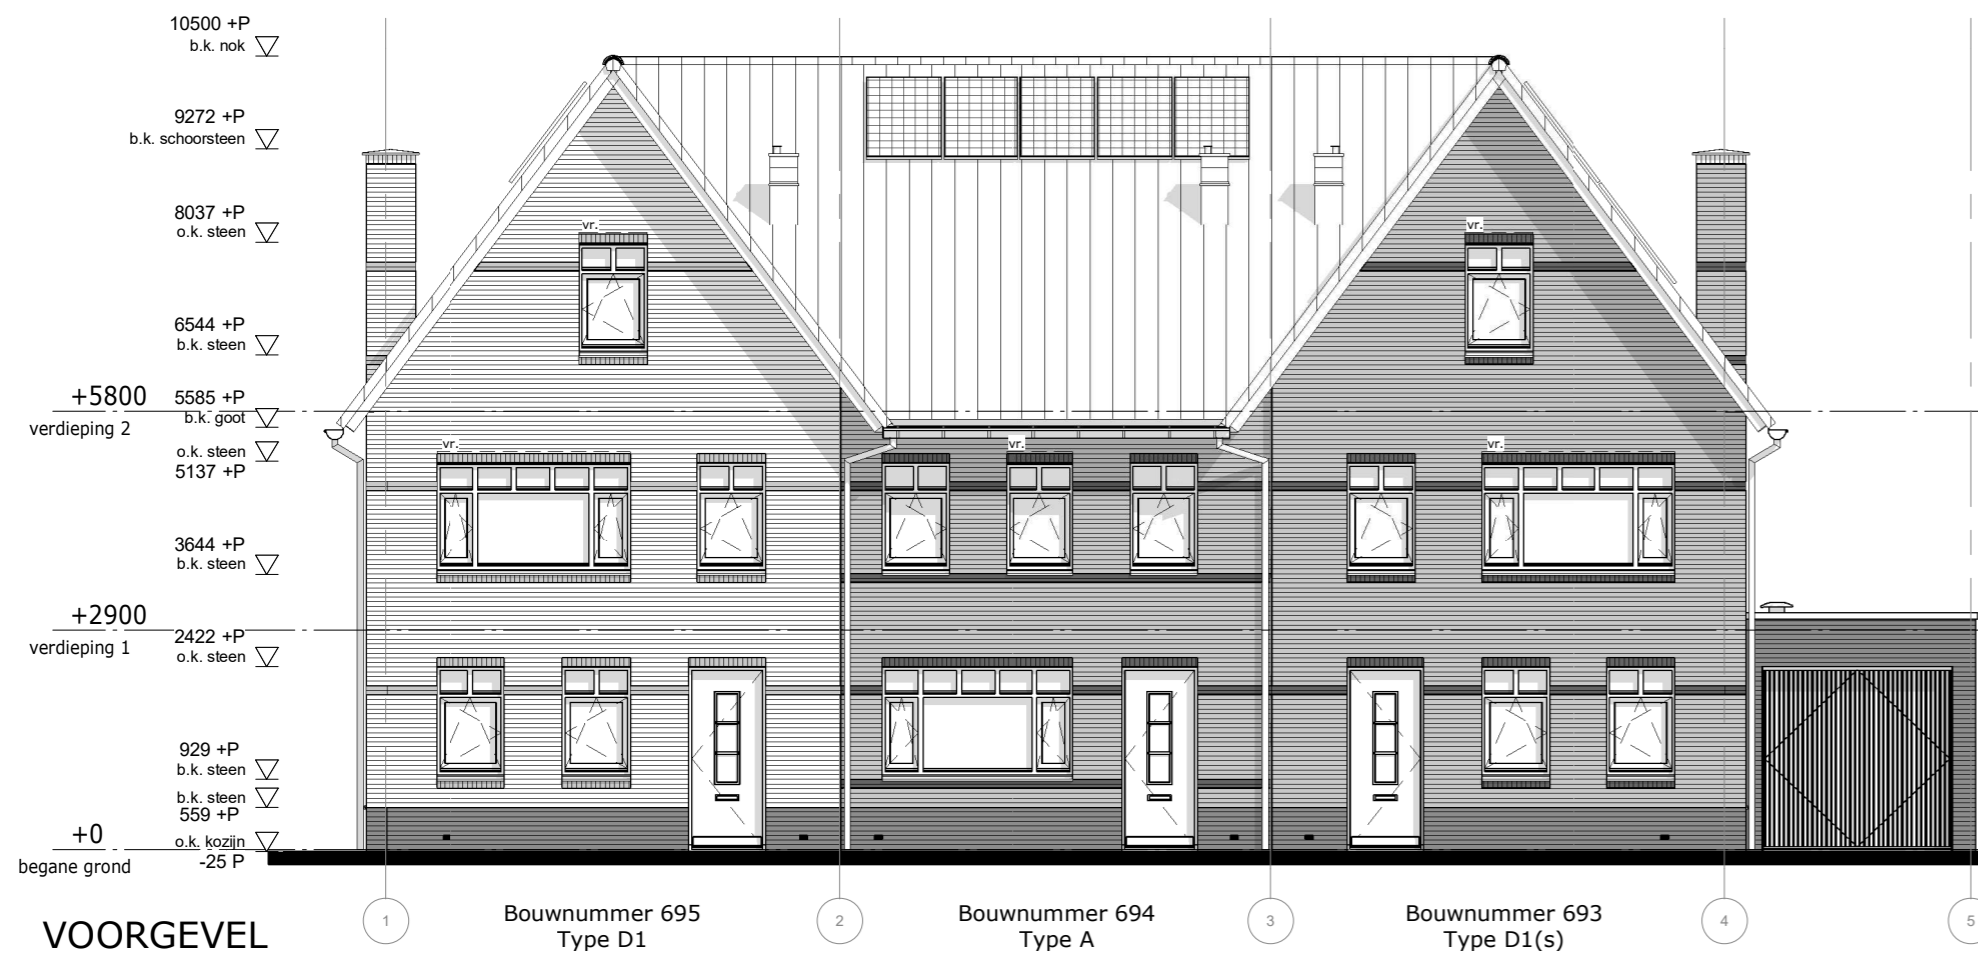 10500 +P
b.k. nok
9272 +P
b.k. schoorsteen
8037 +P
o.k. steen
vr.
vr.
6544 +P
b.k. steen
+5800
verdieping 2
5585 +P
b.k. goot
o.k. steen
5137 +P
vr.
vr.
vr.
3644 +P
b.k. steen
+2900
verdieping 1
2422 +P
o.k. steen
929 +P
b.k. steen
b.k. steen
559 +P
+0
begane grond
o.k. kozijn
-25 P
VOORGEVEL
1
Bouwnummer 695
Type D1
2
Bouwnummer 694
Type A
3
Bouwnummer 693
Type D1(s)
4
5